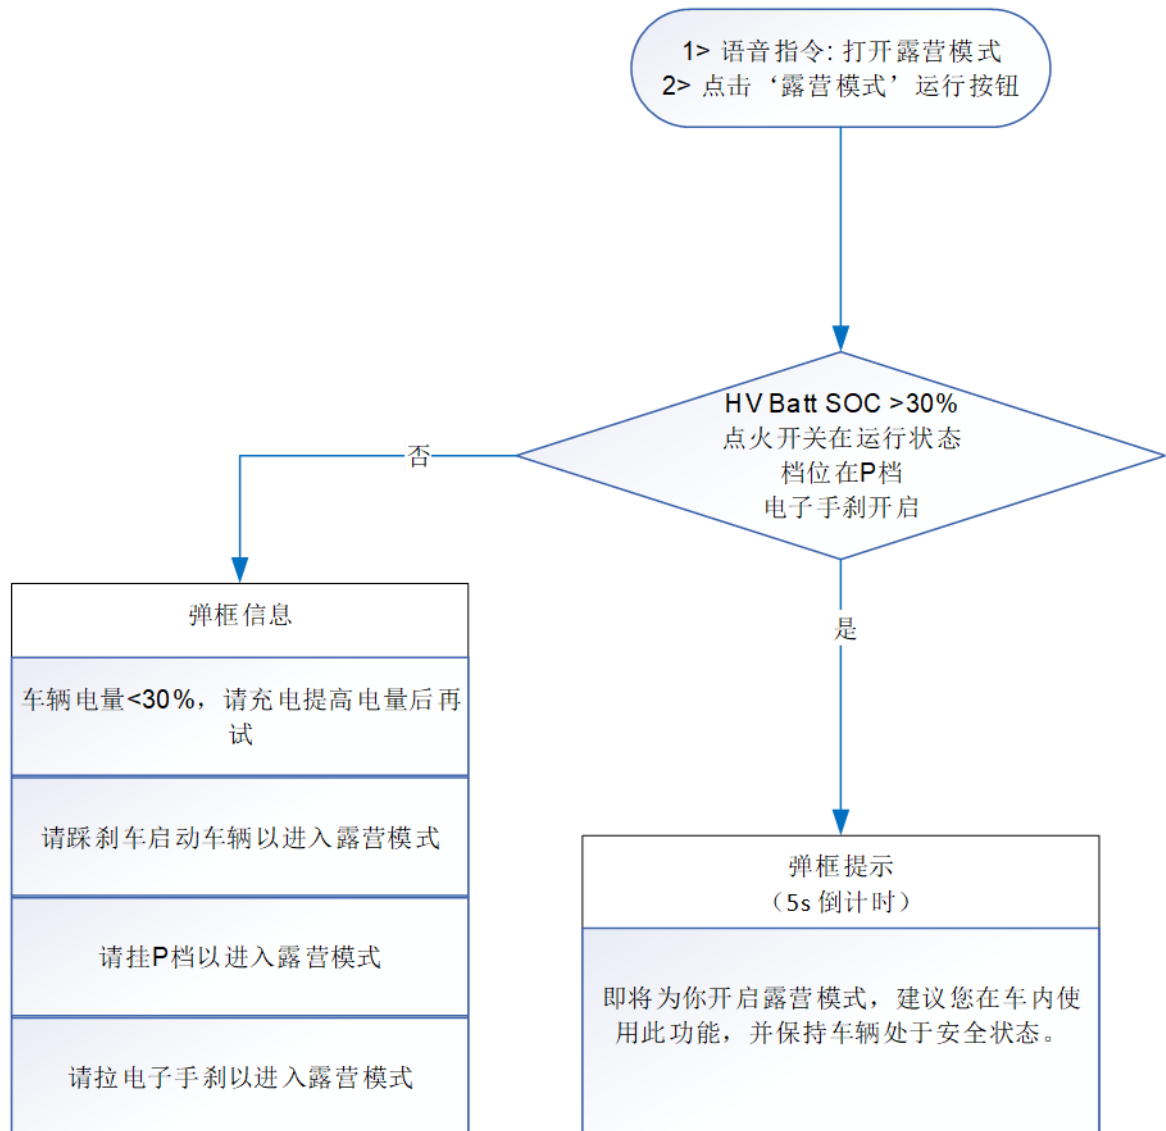 1> 语音指令: 打开露营模式
2> 点击‘露营模式’运行按钮
HV Batt SOC >30%
点火开关在运行状态
档位在P档
电子手刹开启
否
是
弹框信息
车辆电量<30%，请充电提高电量后再
试
请踩刹车启动车辆以进入露营模式
请挂P档以进入露营模式
请拉电子手刹以进入露营模式
弹框提示
（5s 倒计时）
即将为你开启露营模式，建议您在车内使
用此功能，并保持车辆处于安全状态。